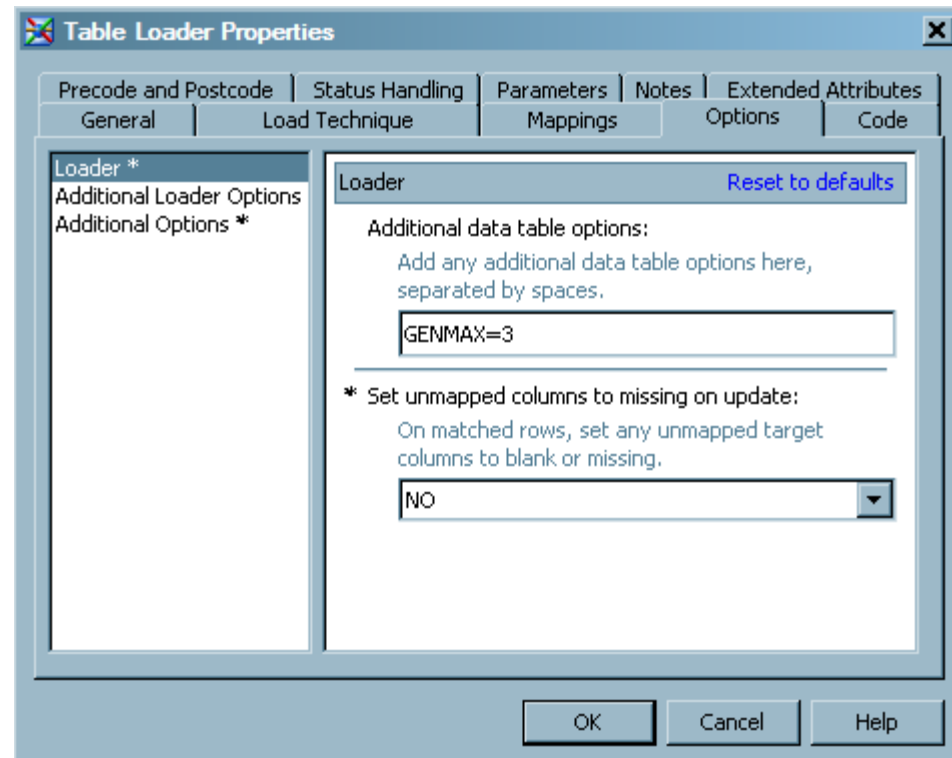 Table Loader Properties
Precode and Postcode Status Handling Parameters Notes Extended Attributes
General Load Technique Mappings Options Code
Loader *
Additional Loader Options
Additional Options *
Loader Reset to defaults
Additional data table options:
Add any additional data table options here,
separated by spaces.
GENMAX=3
* Set unmapped columns to missing on update:
On matched rows, set any unmapped target
columns to blank or missing.
NO
OK Cancel Help